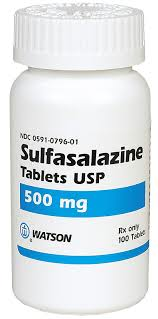 NDC 0591-0796-01
Sulfasalazine
Tablets USP
500 mg
Rx only
100 Tablets
WATSON